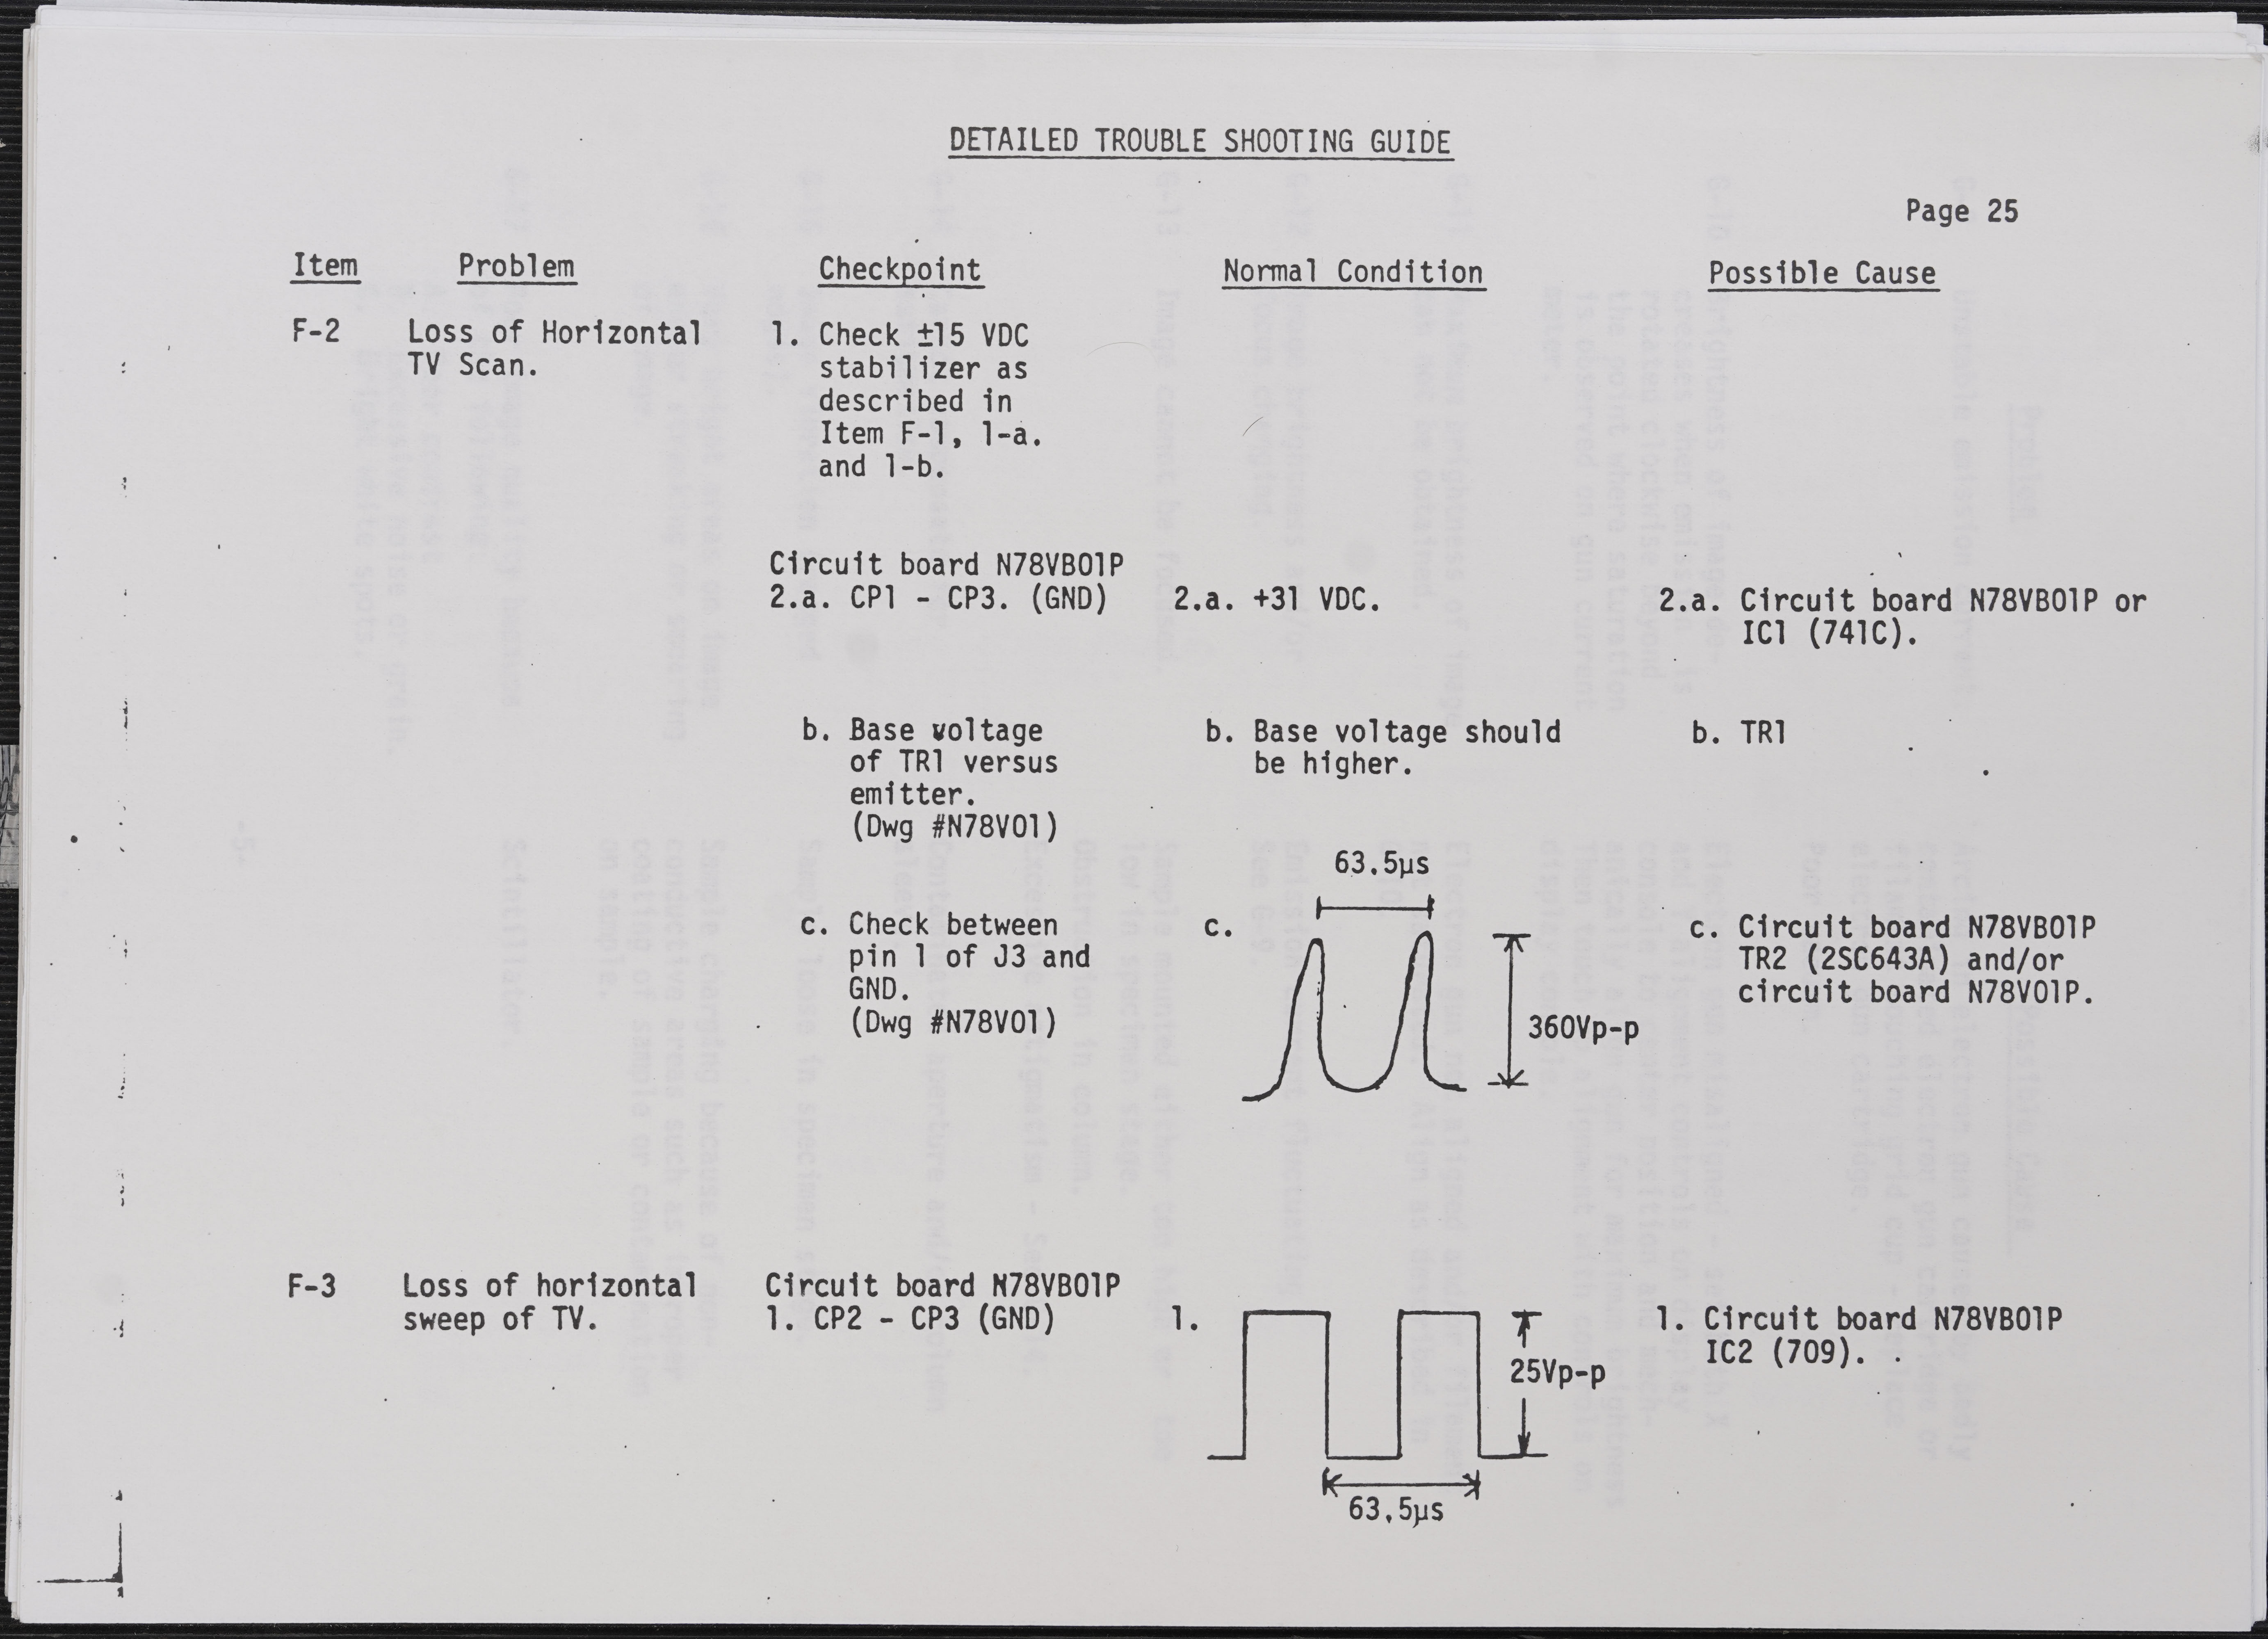 DETAILED TROUBLE SHOOTING GUIDE
Page 25
Item Problem Checkpoint Normal Condition Possible Cause
F-2 Loss of Horizontal
TV Scan.
1. Check ±15 VDC
stabilizer as
described in
Item F-1, 1-a.
and 1-b.
Circuit board N78VB01P
2.a. CP1 - CP3. (GND)
2.a. +31 VDC.
2.a. Circuit board N78VB01P or
IC1 (741C).
b. Base voltage
of TR1 versus
emitter.
(Dwg #N78V01)
b. Base voltage should
be higher.
b. TR1
c. Check between
pin 1 of J3 and
GND.
(Dwg #N78V01)
c.
63.5µs
360Vp-p
c. Circuit board N78VB01P
TR2 (2SC643A) and/or
circuit board N78V01P.
F-3 Loss of horizontal
sweep of TV.
Circuit board N78VB01P
1. CP2 - CP3 (GND)
1.
25Vp-p
63.5µs
1. Circuit board N78VB01P
IC2 (709).